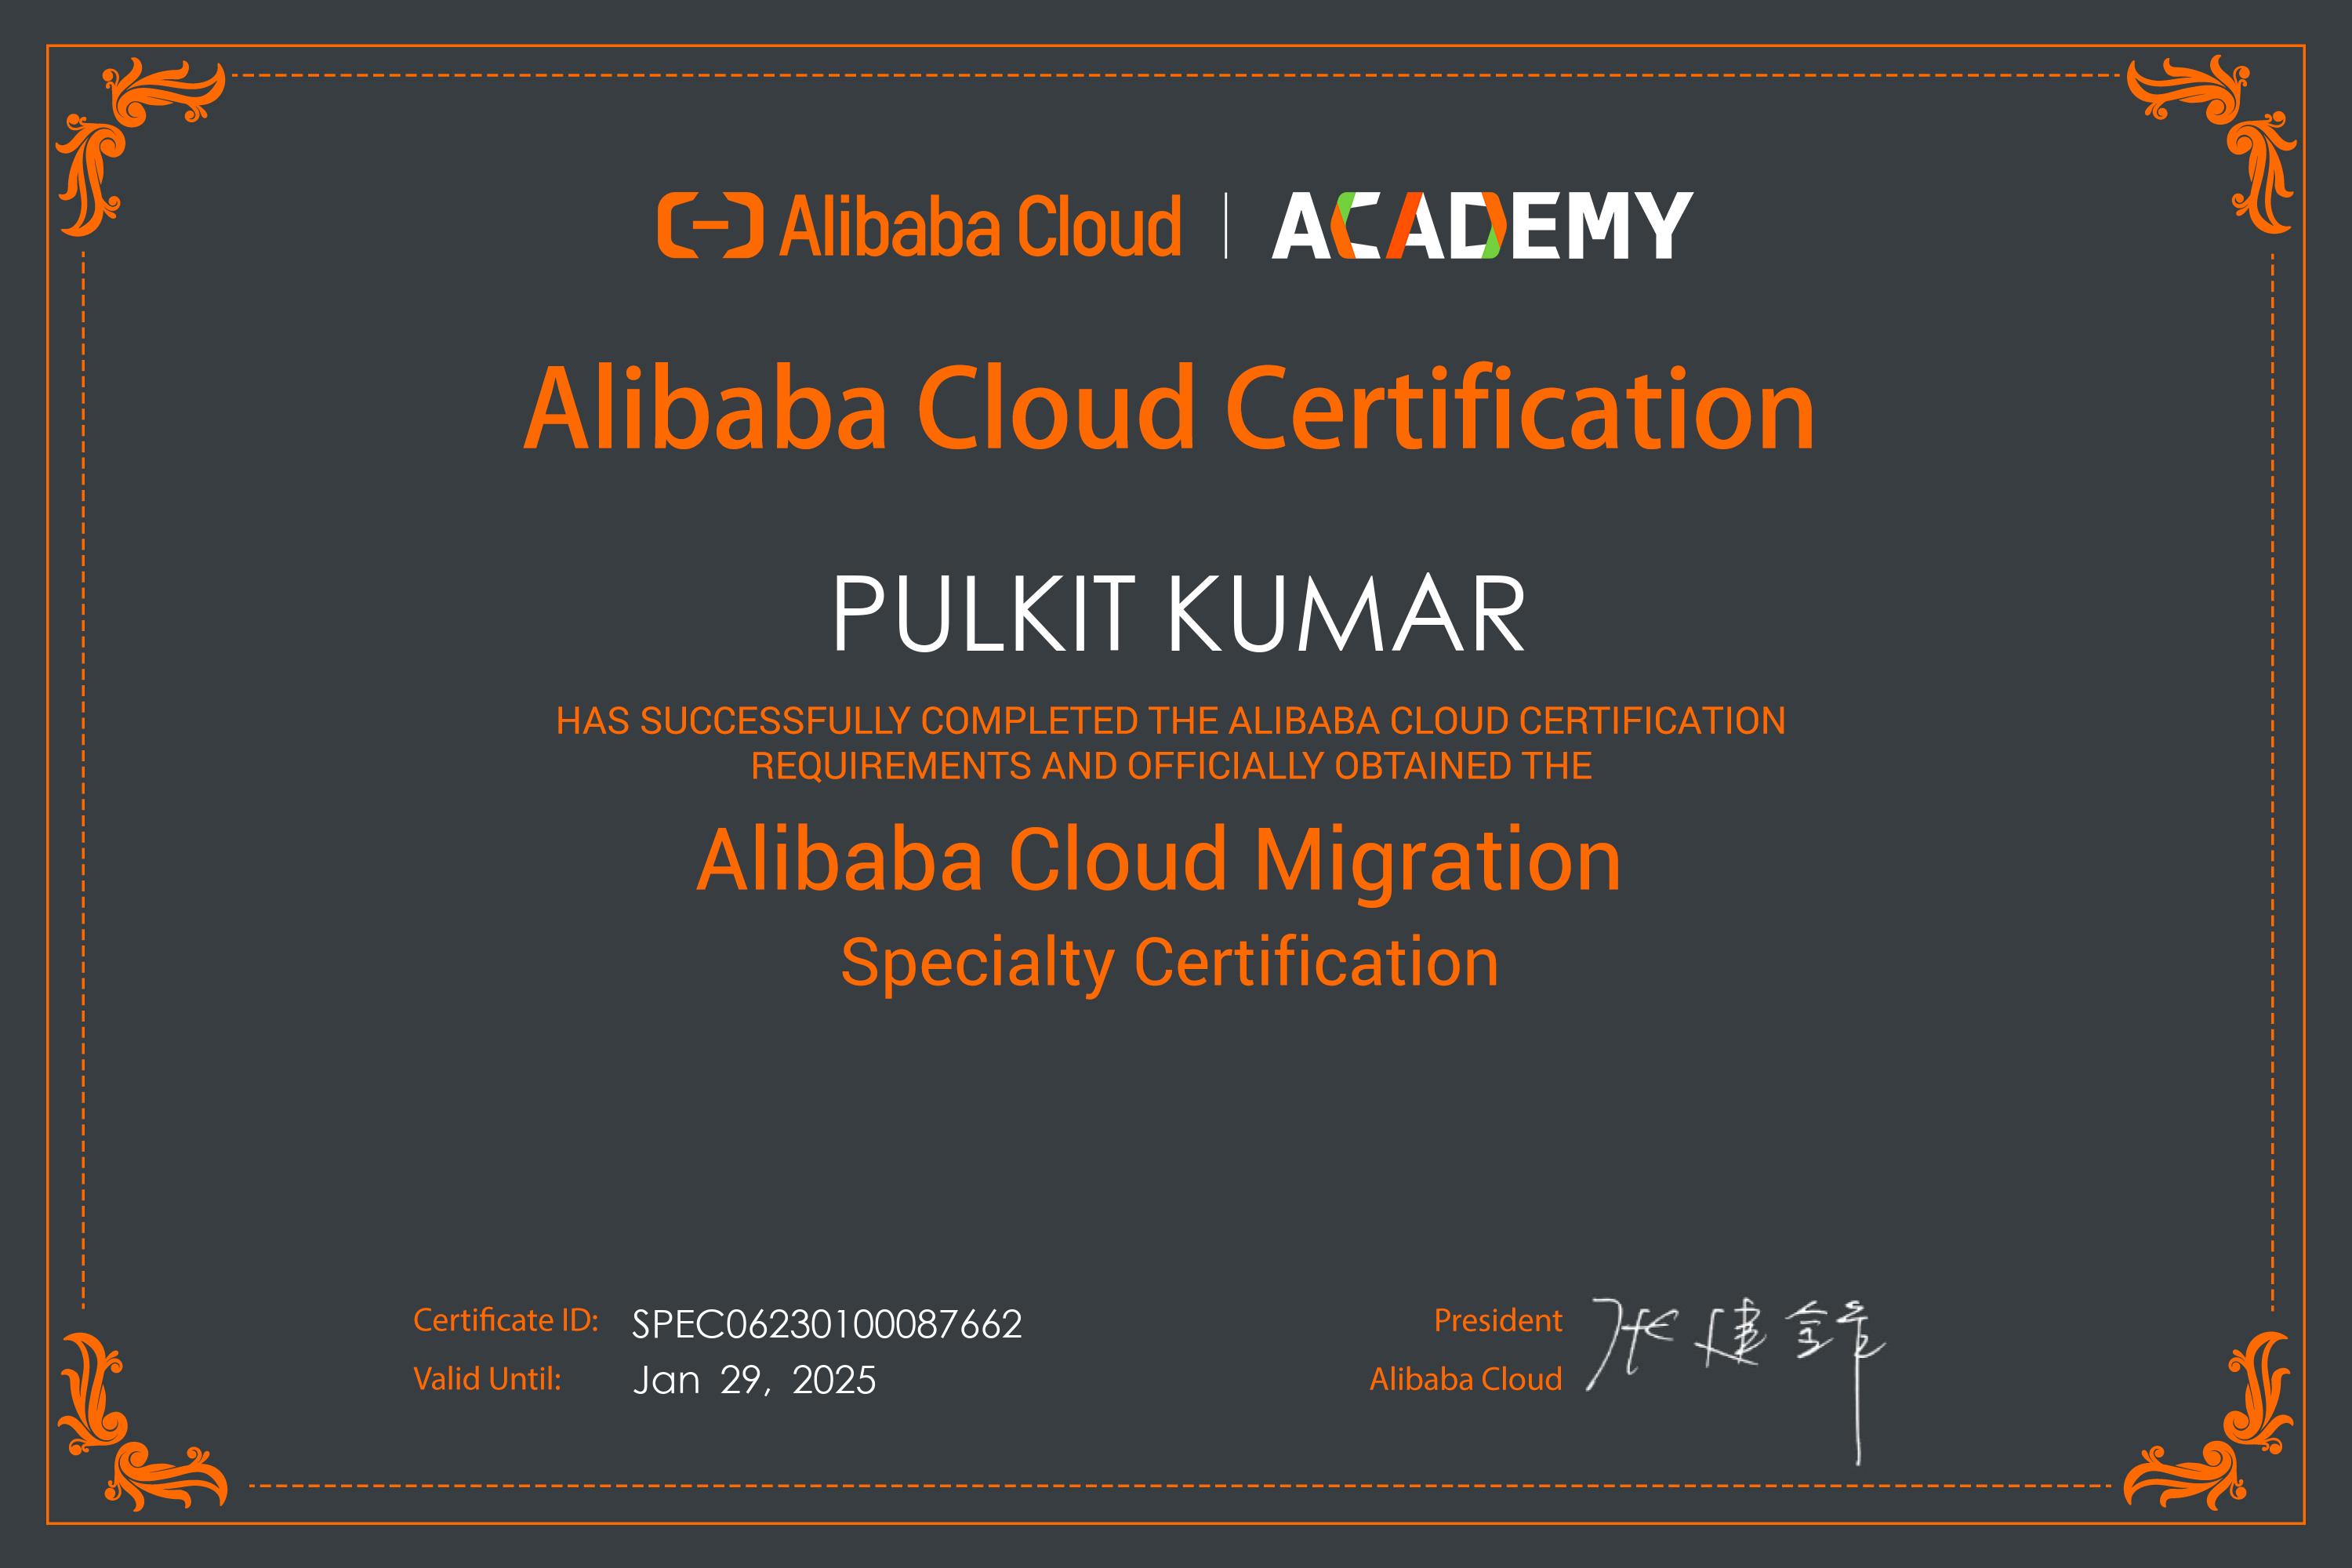 Alibaba Cloud | ACADEMY
Alibaba Cloud Certification
PULKIT KUMAR
HAS SUCCESSFULLY COMPLETED THE ALIBABA CLOUD CERTIFICATION
REQUIREMENTS AND OFFICIALLY OBTAINED THE
Alibaba Cloud Migration
Specialty Certification
Certificate ID: SPEC06230100087662
Valid Until: Jan 29, 2025
President
Alibaba Cloud
张建锋